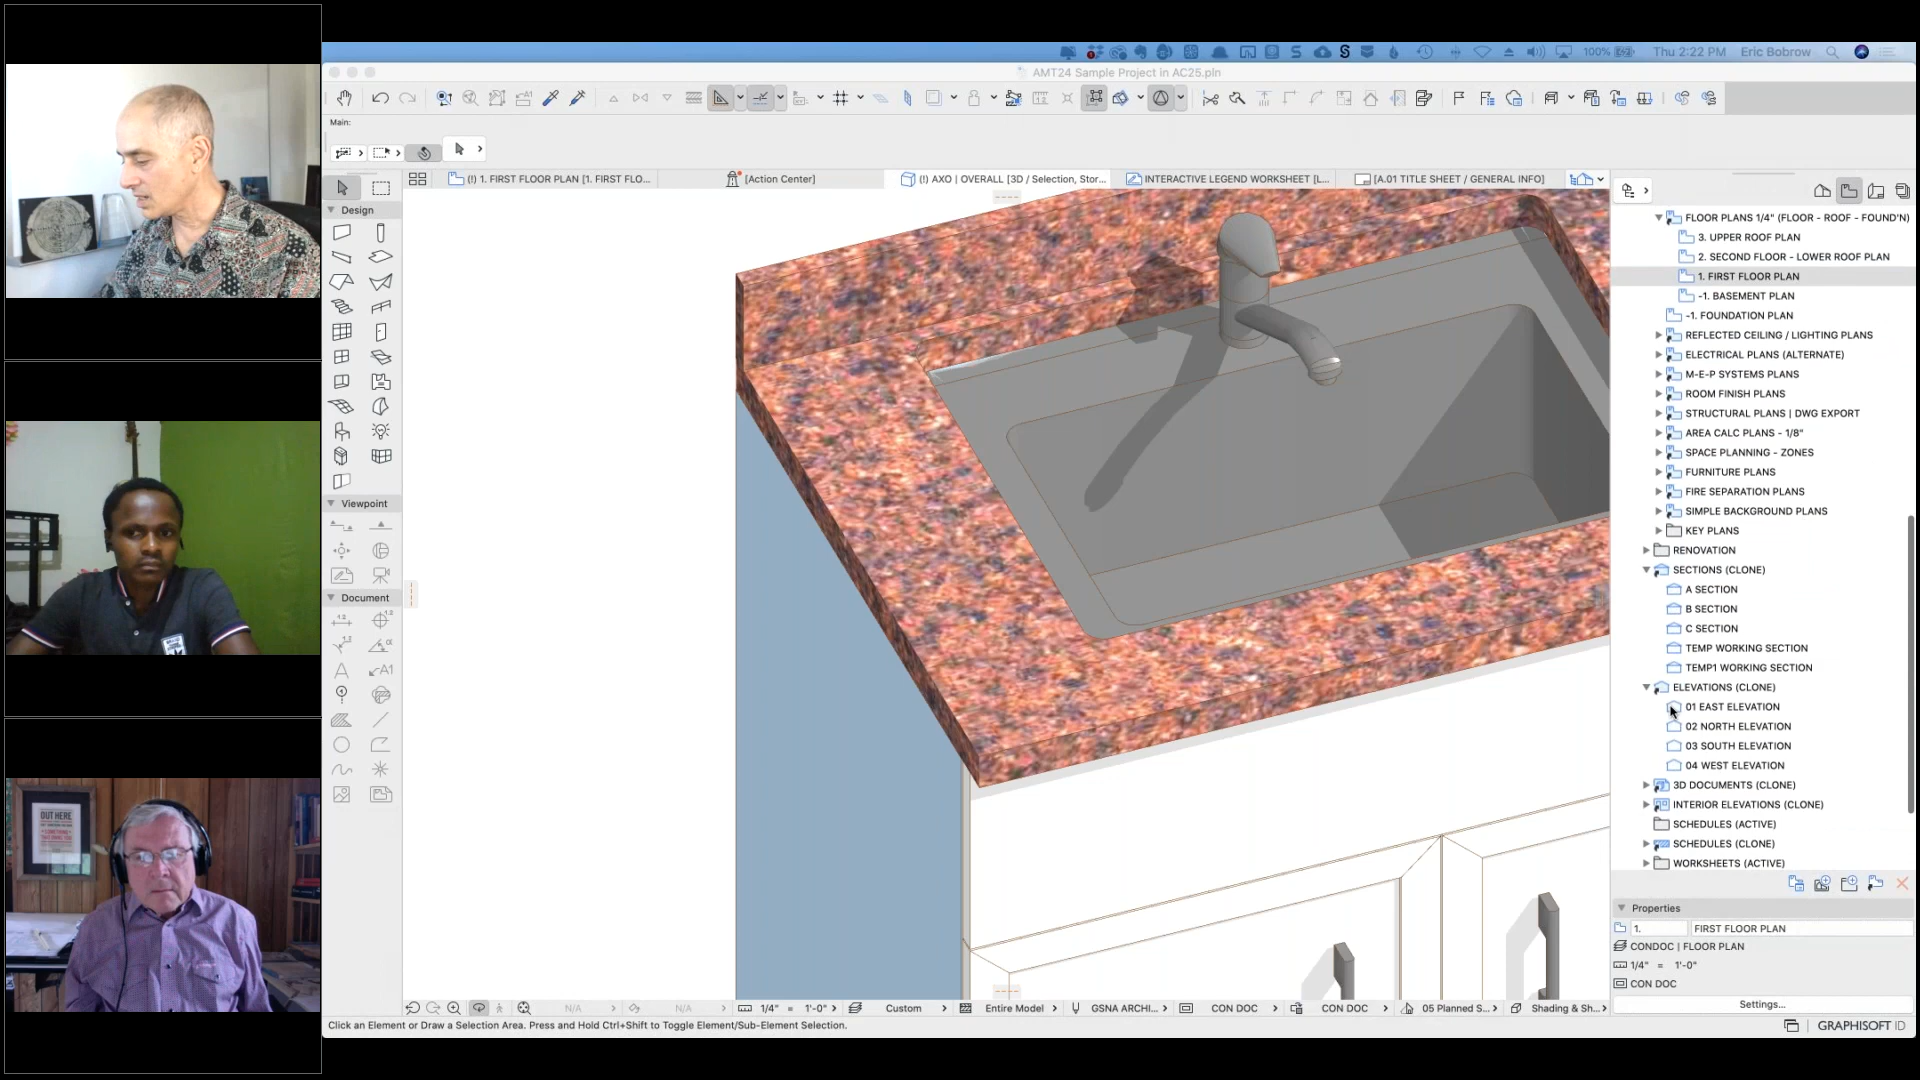 100%
Thu 2:22 PM
Eric Bobrow
AMT24 Sample Project in AC25.pln
Main:
(!) 1. FIRST FLOOR PLAN [1. FIRST FLO...
[Action Center]
(!) AXO | OVERALL [3D / Selection, Stor...
INTERACTIVE LEGEND WORKSHEET [L...
[A.01 TITLE SHEET / GENERAL INFO]
Design
Viewpoint
Document
FLOOR PLANS 1/4" (FLOOR - ROOF - FOUND'N)
3. UPPER ROOF PLAN
2. SECOND FLOOR - LOWER ROOF PLAN
1. FIRST FLOOR PLAN
-1. BASEMENT PLAN
-1. FOUNDATION PLAN
REFLECTED CEILING / LIGHTING PLANS
ELECTRICAL PLANS (ALTERNATE)
M-E-P SYSTEMS PLANS
ROOM FINISH PLANS
STRUCTURAL PLANS | DWG EXPORT
AREA CALC PLANS - 1/8"
SPACE PLANNING - ZONES
FURNITURE PLANS
FIRE SEPARATION PLANS
SIMPLE BACKGROUND PLANS
KEY PLANS
RENOVATION
SECTIONS (CLONE)
A SECTION
B SECTION
C SECTION
TEMP WORKING SECTION
TEMP1 WORKING SECTION
ELEVATIONS (CLONE)
01 EAST ELEVATION
02 NORTH ELEVATION
03 SOUTH ELEVATION
04 WEST ELEVATION
3D DOCUMENTS (CLONE)
INTERIOR ELEVATIONS (CLONE)
SCHEDULES (ACTIVE)
SCHEDULES (CLONE)
WORKSHEETS (ACTIVE)
Properties
1.
FIRST FLOOR PLAN
CONDOC | FLOOR PLAN
1/4" = 1'-0"
CON DOC
Settings...
N/A
N/A
1/4" = 1'-0"
Custom
Entire Model
GSNA ARCHI...
CON DOC
CON DOC
05 Planned S...
Shading & Sh...
Click an Element or Draw a Selection Area. Press and Hold Ctrl+Shift to Toggle Element/Sub-Element Selection.
GRAPHISOFT ID
OUT HERE